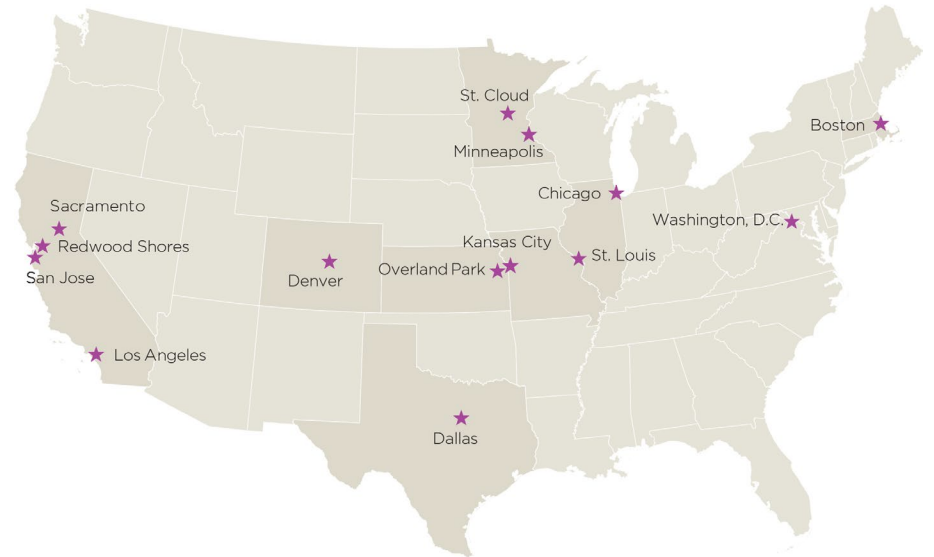 St. Cloud
Minneapolis
Boston
Chicago
Sacramento
Washington, D.C.
Redwood Shores
Kansas City
St. Louis
Overland Park
San Jose
Denver
Los Angeles
Dallas